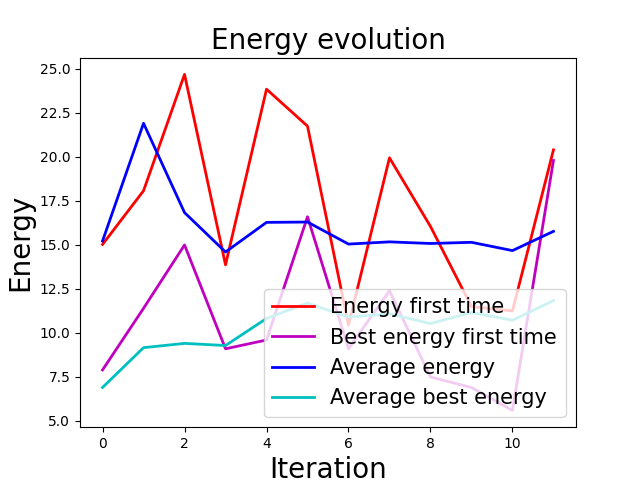 Energy evolution
Energy
25.0
22.5
20.0
17.5
15.0
12.5
10.0
7.5
5.0
Energy first time
Best energy first time
Average energy
Average best energy
0 2 4 6 8 10
Iteration